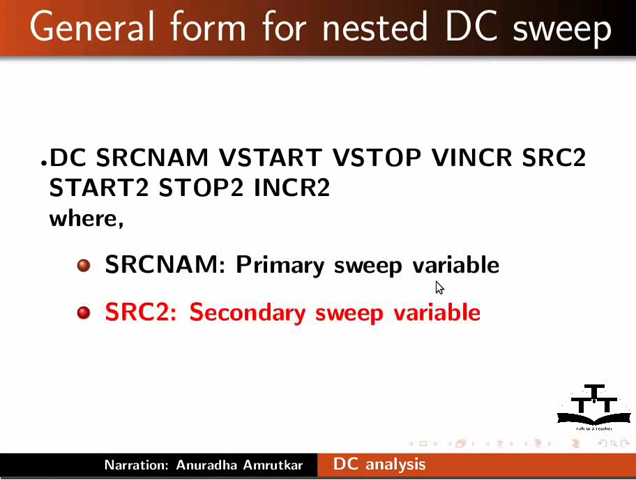 General form for nested DC sweep
.DC SRCNAM VSTART VSTOP VINCR SRC2
START2 STOP2 INCR2
where,
SRCNAM: Primary sweep variable
SRC2: Secondary sweep variable
Narration: Anuradha Amrutkar
DC analysis